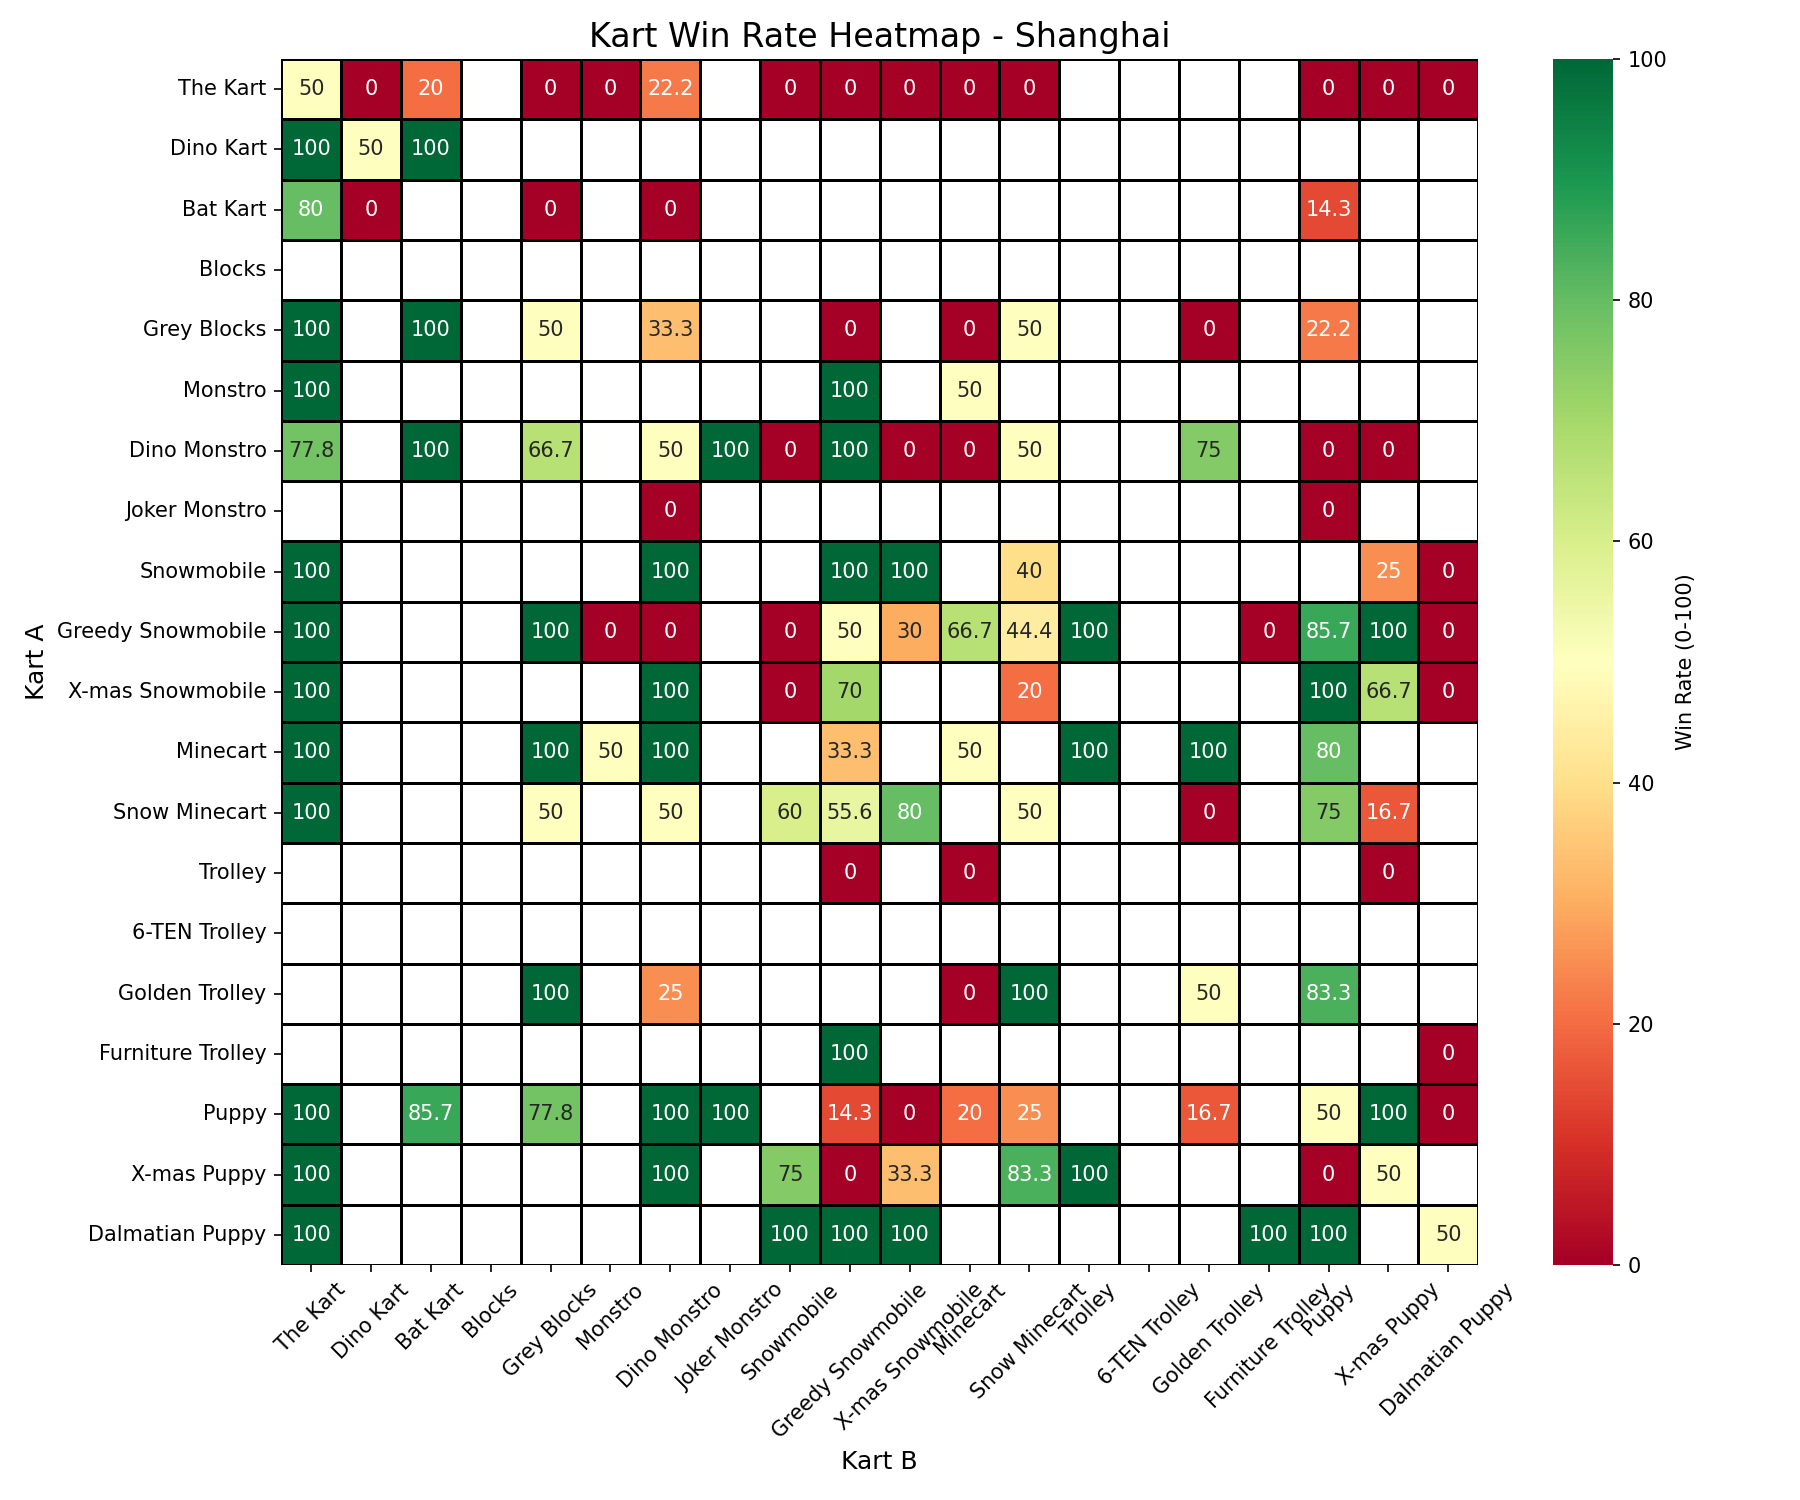 Kart Win Rate Heatmap - Shanghai
The Kart 50 0 20 0 0 22.2 0 0 0 0 0 0 0 0
Dino Kart 100 50 100
Bat Kart 80 0 0 0 14.3
Blocks
Grey Blocks 100 100 50 33.3 0 0 50 0 22.2
Monstro 100 100 50
Dino Monstro 77.8 100 66.7 50 100 0 100 0 0 50 75 0 0
Joker Monstro 0 0
Snowmobile 100 100 100 100 40 25 0
Greedy Snowmobile 100 100 0 0 0 50 30 66.7 44.4 100 0 85.7 100 0
X-mas Snowmobile 100 100 0 70 20 100 66.7 0
Minecart 100 100 50 100 33.3 50 100 100 80
Snow Minecart 100 50 50 60 55.6 80 50 0 75 16.7
Trolley 0 0 0
6-TEN Trolley
Golden Trolley 100 25 0 100 50 83.3
Furniture Trolley 100 0
Puppy 100 85.7 77.8 100 100 14.3 0 20 25 16.7 50 100 0
X-mas Puppy 100 100 75 0 33.3 83.3 100 0 50
Dalmatian Puppy 100 100 100 100 100 100 50
The Kart
Dino Kart
Bat Kart
Blocks
Grey Blocks
Monstro
Dino Monstro
Joker Monstro
Snowmobile
Greedy Snowmobile
X-mas Snowmobile
Minecart
Snow Minecart
Trolley
6-TEN Trolley
Golden Trolley
Furniture Trolley
Puppy
X-mas Puppy
Dalmatian Puppy
Kart A
Kart B
100
80
60
40
20
0
Win Rate (0-100)